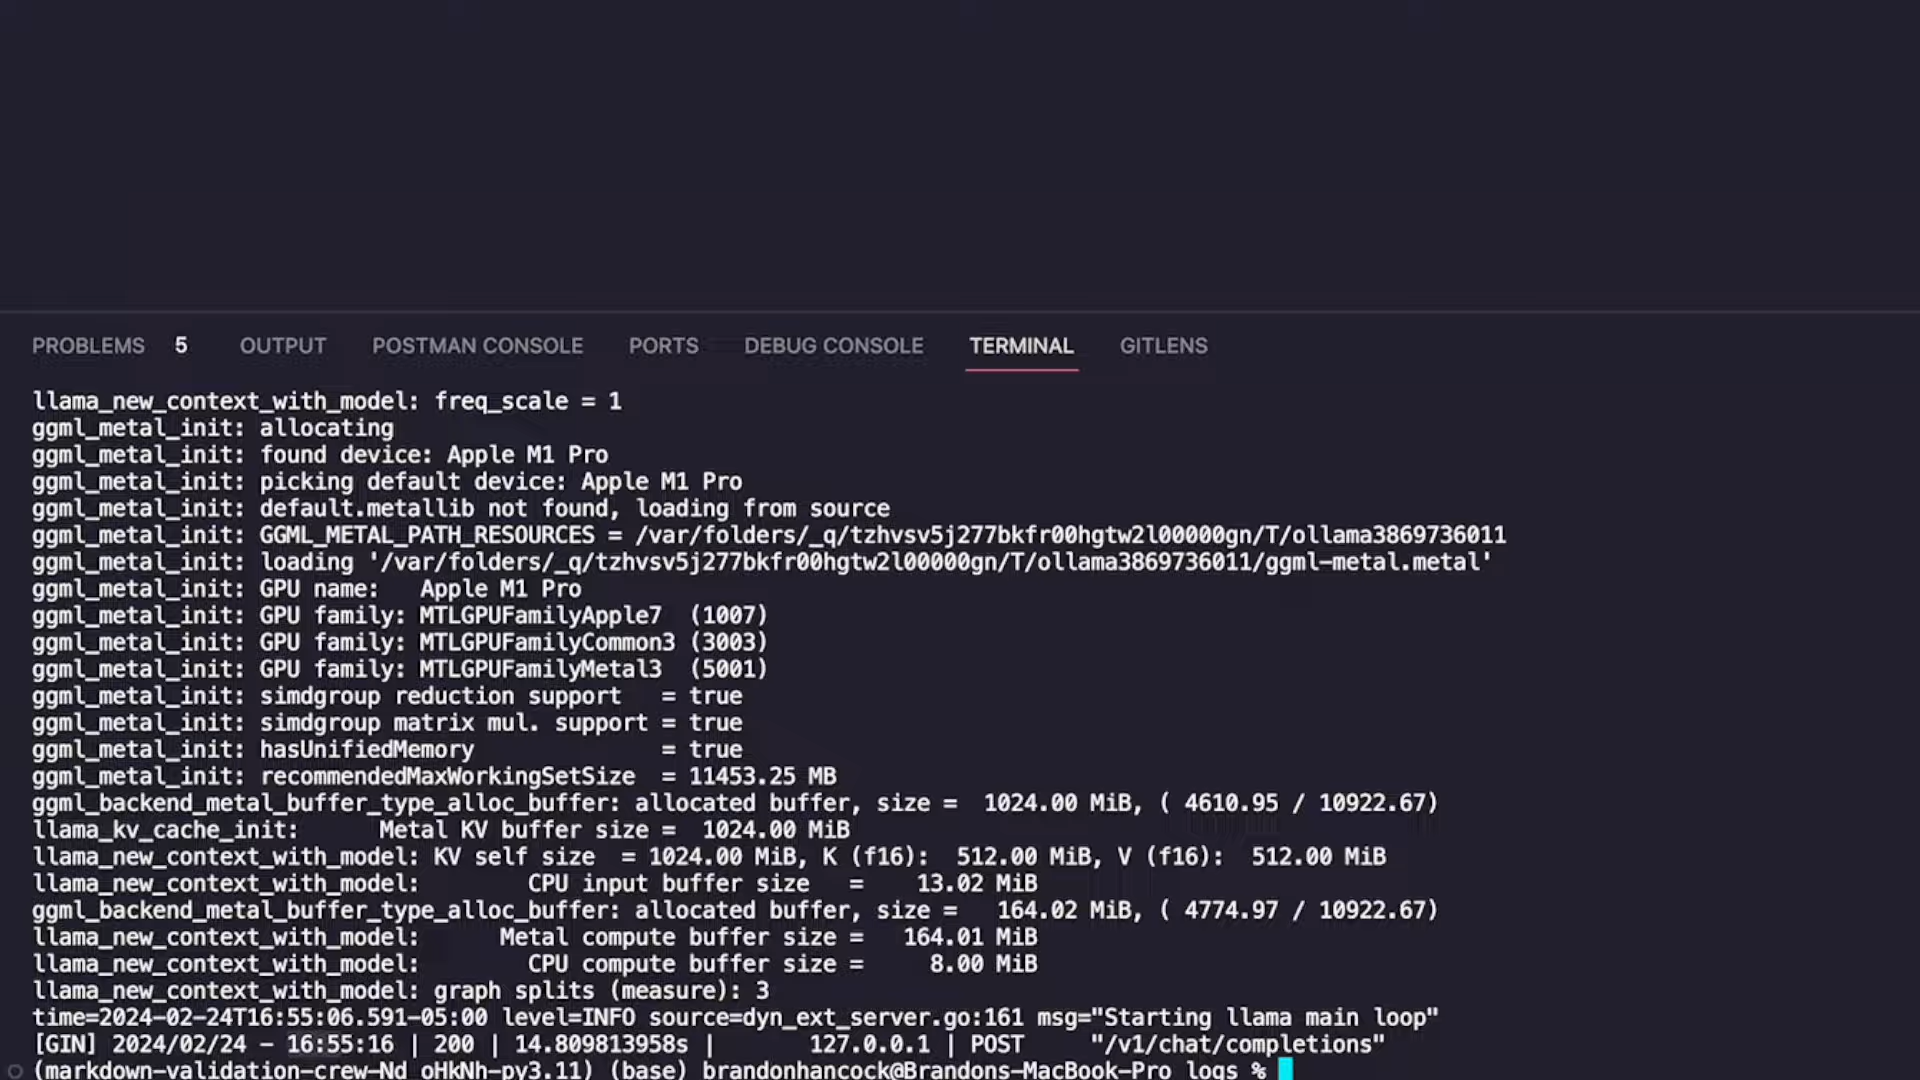 PROBLEMS 5 OUTPUT POSTMAN CONSOLE PORTS DEBUG CONSOLE TERMINAL GITLENS
llama_new_context_with_model: freq_scale = 1
ggml_metal_init: allocating
ggml_metal_init: found device: Apple M1 Pro
ggml_metal_init: picking default device: Apple M1 Pro
ggml_metal_init: default.metallib not found, loading from source
ggml_metal_init: GGML_METAL_PATH_RESOURCES = /var/folders/_q/tzhvsv5j277bkfr00hgtw2l00000gn/T/ollama3869736011
ggml_metal_init: loading '/var/folders/_q/tzhvsv5j277bkfr00hgtw2l00000gn/T/ollama3869736011/ggml-metal.metal'
ggml_metal_init: GPU name:   Apple M1 Pro
ggml_metal_init: GPU family: MTLGPUFamilyApple7  (1007)
ggml_metal_init: GPU family: MTLGPUFamilyCommon3 (3003)
ggml_metal_init: GPU family: MTLGPUFamilyMetal3  (5001)
ggml_metal_init: simdgroup reduction support   = true
ggml_metal_init: simdgroup matrix mul. support = true
ggml_metal_init: hasUnifiedMemory              = true
ggml_metal_init: recommendedMaxWorkingSetSize  = 11453.25 MB
ggml_backend_metal_buffer_type_alloc_buffer: allocated buffer, size =  1024.00 MiB, ( 4610.95 / 10922.67)
llama_kv_cache_init:      Metal KV buffer size =  1024.00 MiB
llama_new_context_with_model: KV self size  = 1024.00 MiB, K (f16):  512.00 MiB, V (f16):  512.00 MiB
llama_new_context_with_model:        CPU input buffer size   =    13.02 MiB
ggml_backend_metal_buffer_type_alloc_buffer: allocated buffer, size =   164.02 MiB, ( 4774.97 / 10922.67)
llama_new_context_with_model:      Metal compute buffer size =   164.01 MiB
llama_new_context_with_model:        CPU compute buffer size =     8.00 MiB
llama_new_context_with_model: graph splits (measure): 3
time=2024-02-24T16:55:06.591-05:00 level=INFO source=dyn_ext_server.go:161 msg="Starting llama main loop"
[GIN] 2024/02/24 - 16:55:16 | 200 | 14.809813958s |       127.0.0.1 | POST     "/v1/chat/completions"
(markdown-validation-crew-Nd_oHkNh-py3.11) (base) brandonhancock@Brandons-MacBook-Pro logs %